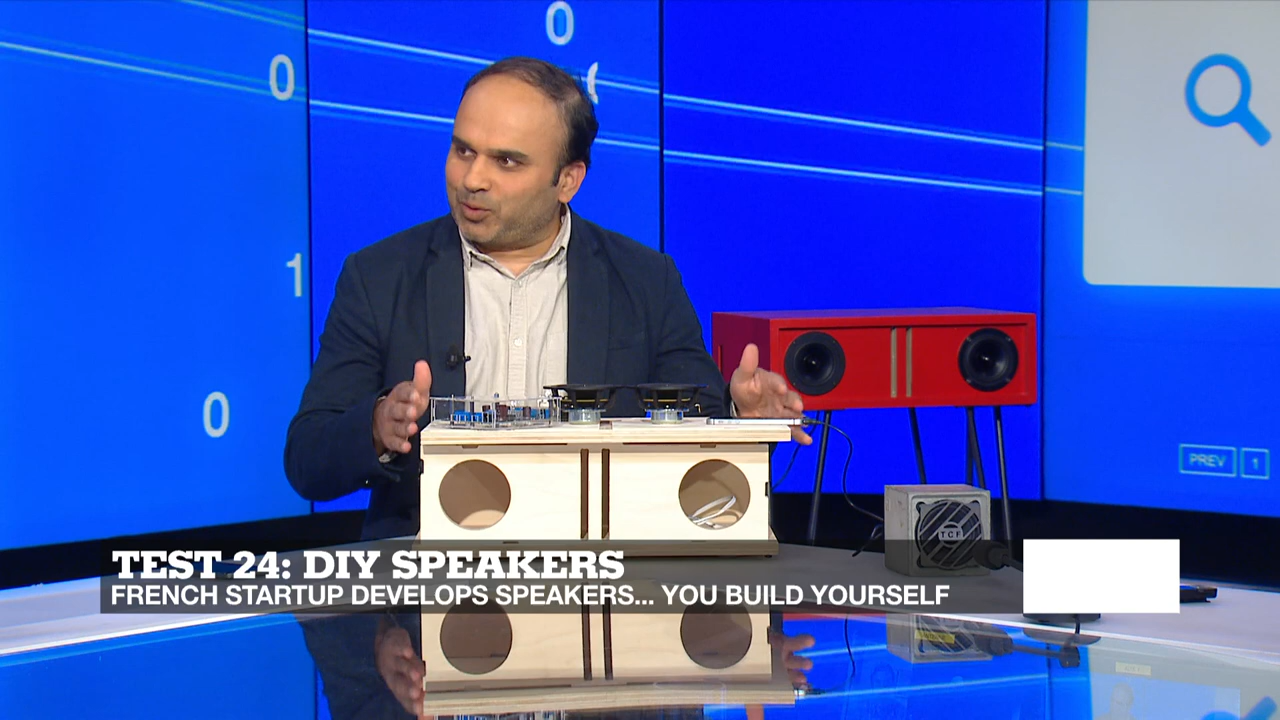 0
0
1
0
PREV 1
TCF
TEST 24: DIY SPEAKERS
FRENCH STARTUP DEVELOPS SPEAKERS... YOU BUILD YOURSELF